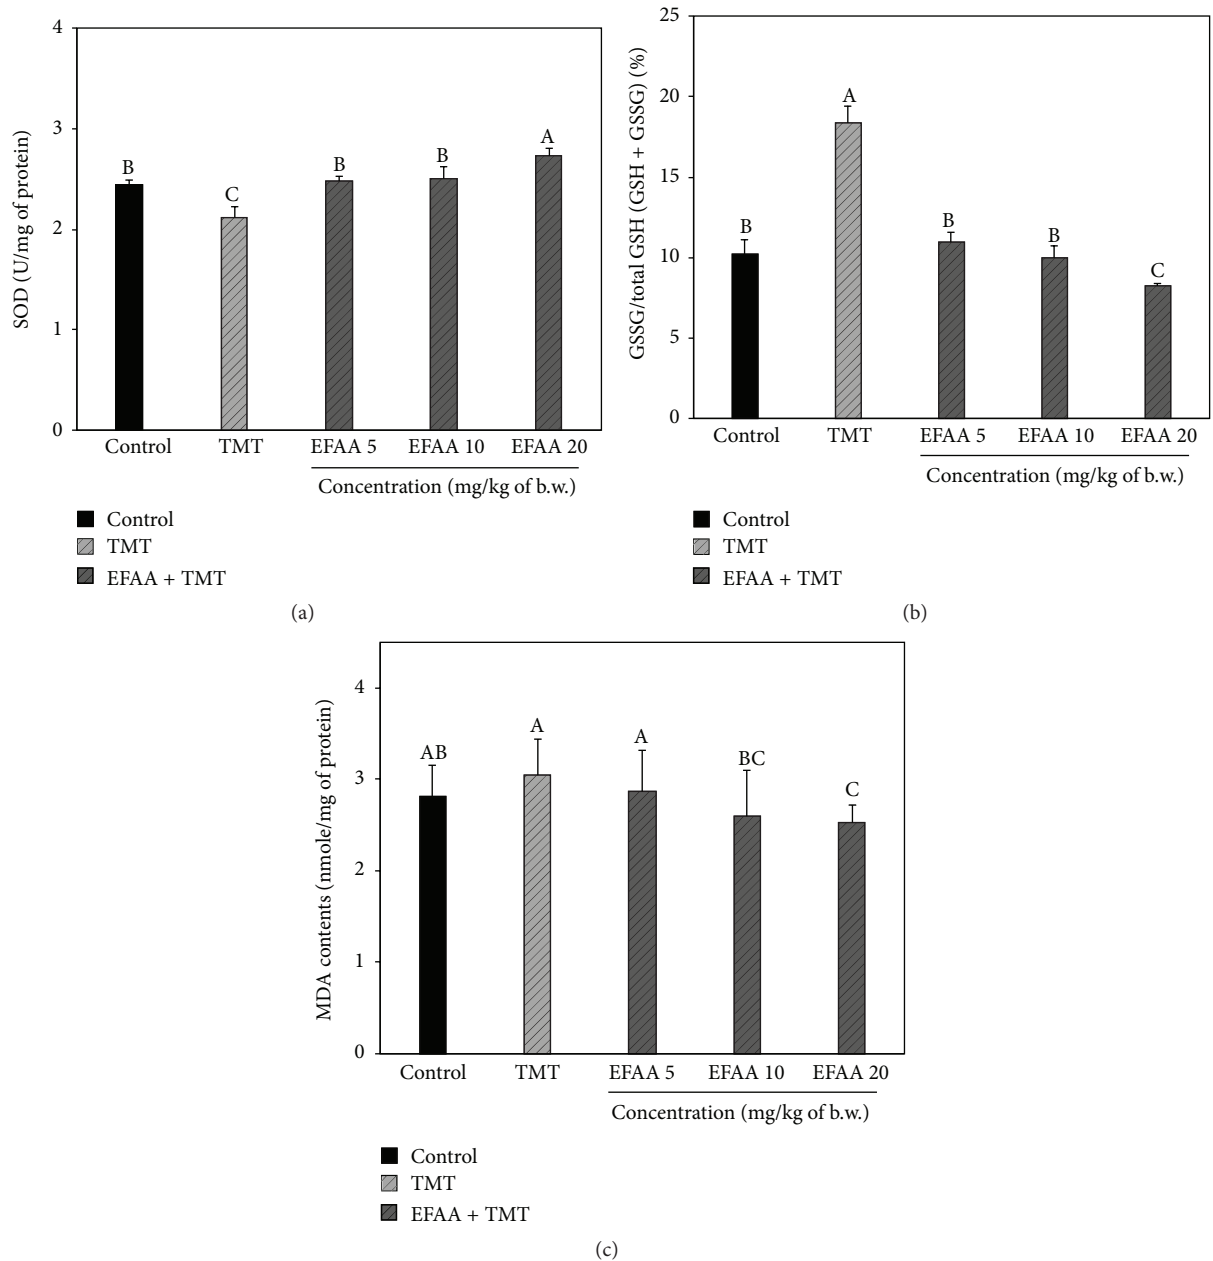 SOD (U/mg of protein)
4
3
2
1
0
B
C
B
B
A
Control TMT EFAA 5 EFAA 10 EFAA 20
Concentration (mg/kg of b.w.)
Control
TMT
EFAA + TMT
(a)
GSSG/total GSH (GSH + GSSG) (%)
25
20
15
10
5
0
B
A
B
B
C
Control TMT EFAA 5 EFAA 10 EFAA 20
Concentration (mg/kg of b.w.)
Control
TMT
EFAA + TMT
(b)
MDA contents (nmole/mg of protein)
4
3
2
1
0
AB
A
A
BC
C
Control TMT EFAA 5 EFAA 10 EFAA 20
Concentration (mg/kg of b.w.)
Control
TMT
EFAA + TMT
(c)